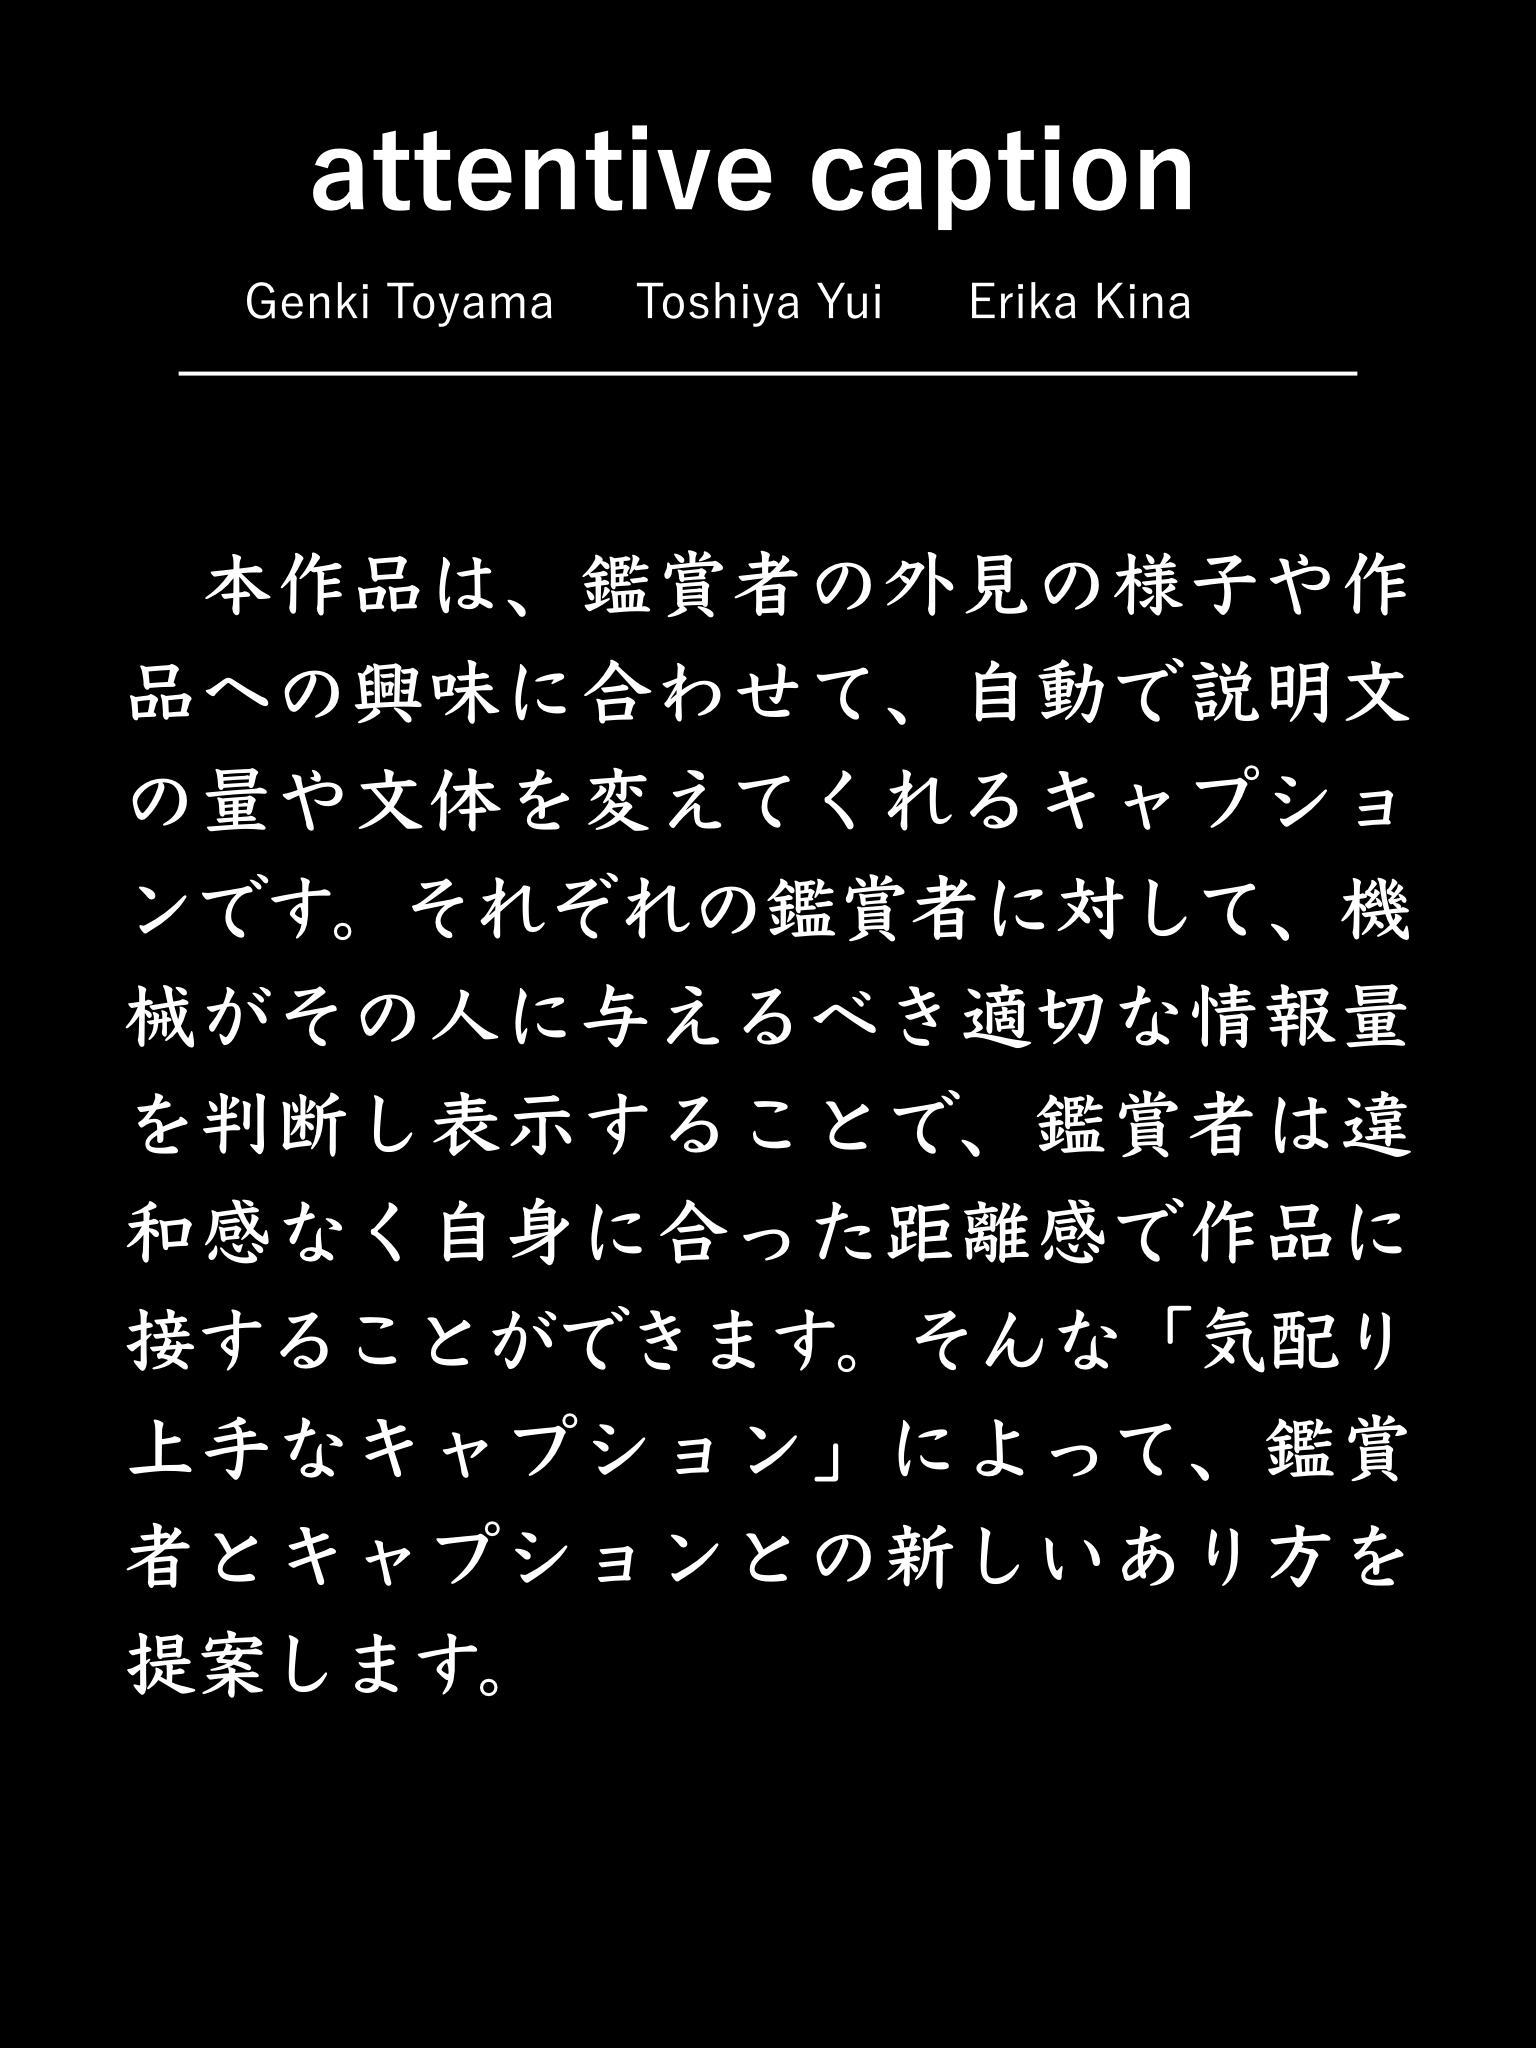 attentive caption
Genki Toyama Toshiya Yui Erika Kina
本作品は、鑑賞者の外見の様子や作
品への興味に合わせて、自動で説明文
の量や文体を変えてくれるキャプショ
ンです。それぞれの鑑賞者に対して、機
械がその人に与えるべき適切な情報量
を判断し表示することで、鑑賞者は違
和感なく自身に合った距離感で作品に
接することができます。そんな「気配り
上手なキャプション」によって、鑑賞
者とキャプションとの新しいあり方を
提案します。